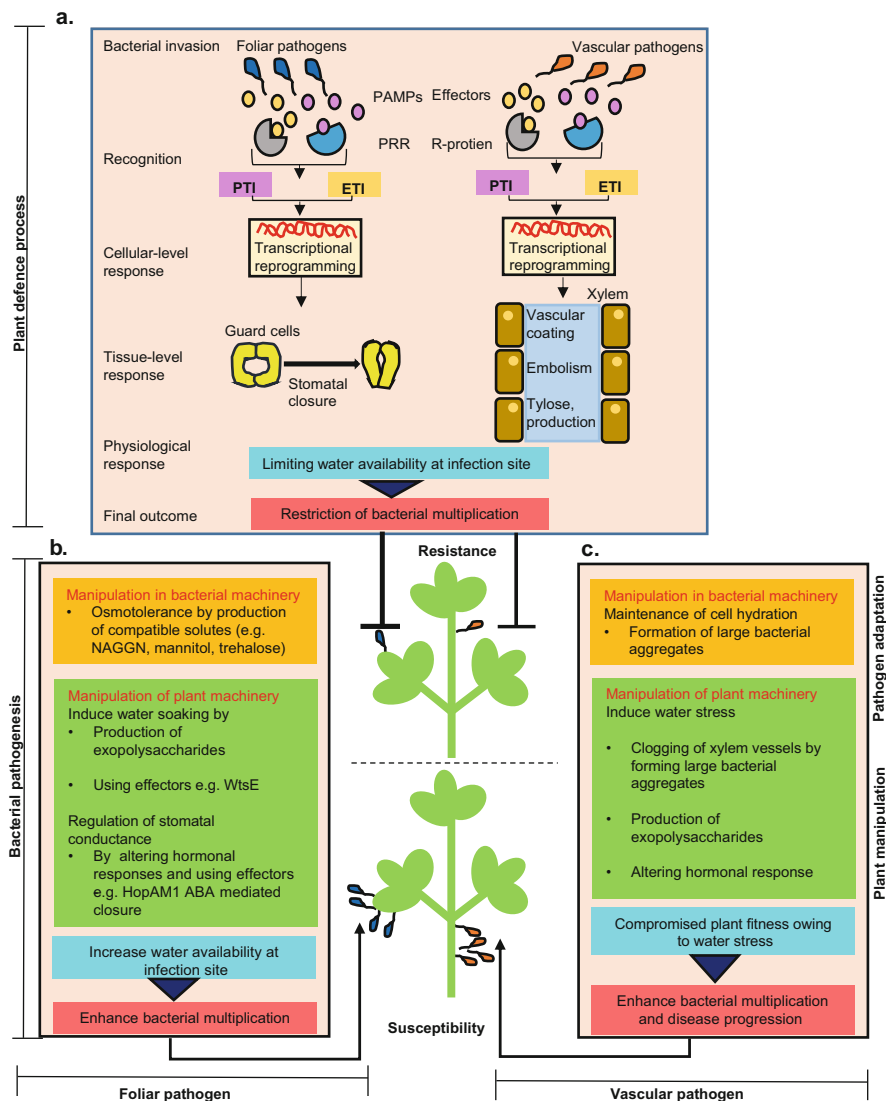 a.
Plant defence process
Bacterial invasion
Foliar pathogens
Vascular pathogens
PAMPs
Effectors
PRR
R-protien
Recognition
PTI
ETI
PTI
ETI
Cellular-level
response
Transcriptional
reprogramming
Transcriptional
reprogramming
Xylem
Tissue-level
response
Guard cells
Stomatal
closure
Vascular
coating
Embolism
Tylose,
production
Physiological
response
Limiting water availability at infection site
Final outcome
Restriction of bacterial multiplication
Resistance
Susceptibility
b.
Bacterial pathogenesis
Manipulation in bacterial machinery
• Osmotolerance by production
of compatible solutes (e.g.
NAGGN, mannitol, trehalose)
Manipulation of plant machinery
Induce water soaking by
• Production of
exopolysaccharides
• Using effectors e.g. WtsE
Regulation of stomatal
conductance
• By altering hormonal
responses and using effectors
e.g. HopAM1 ABA mediated
closure
Increase water availability at
infection site
Enhance bacterial multiplication
Foliar pathogen
c.
Manipulation in bacterial machinery
Maintenance of cell hydration
• Formation of large bacterial
aggregates
Manipulation of plant machinery
Induce water stress
• Clogging of xylem vessels by
forming large bacterial
aggregates
• Production of
exopolysaccharides
• Altering hormonal response
Compromised plant fitness owing
to water stress
Enhance bacterial multiplication
and disease progression
Pathogen adaptation
Plant manipulation
Vascular pathogen